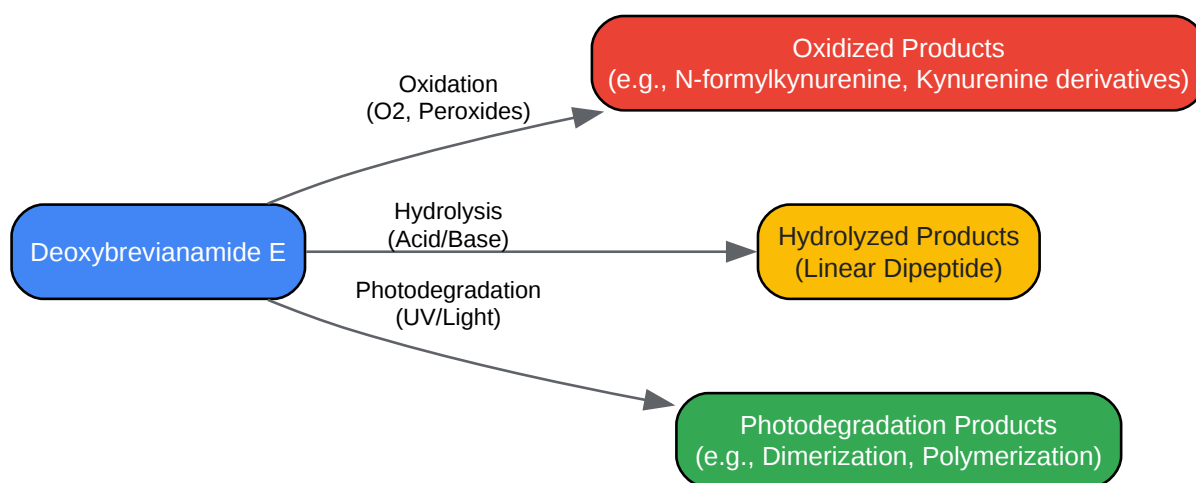 Oxidized Products
(e.g., N-formylkynurenine, Kynurenine derivatives)
Oxidation
(O2, Peroxides)
Deoxybrevianamide E
Hydrolysis
(Acid/Base)
Hydrolyzed Products
(Linear Dipeptide)
Photodegradation
(UV/Light)
Photodegradation Products
(e.g., Dimerization, Polymerization)